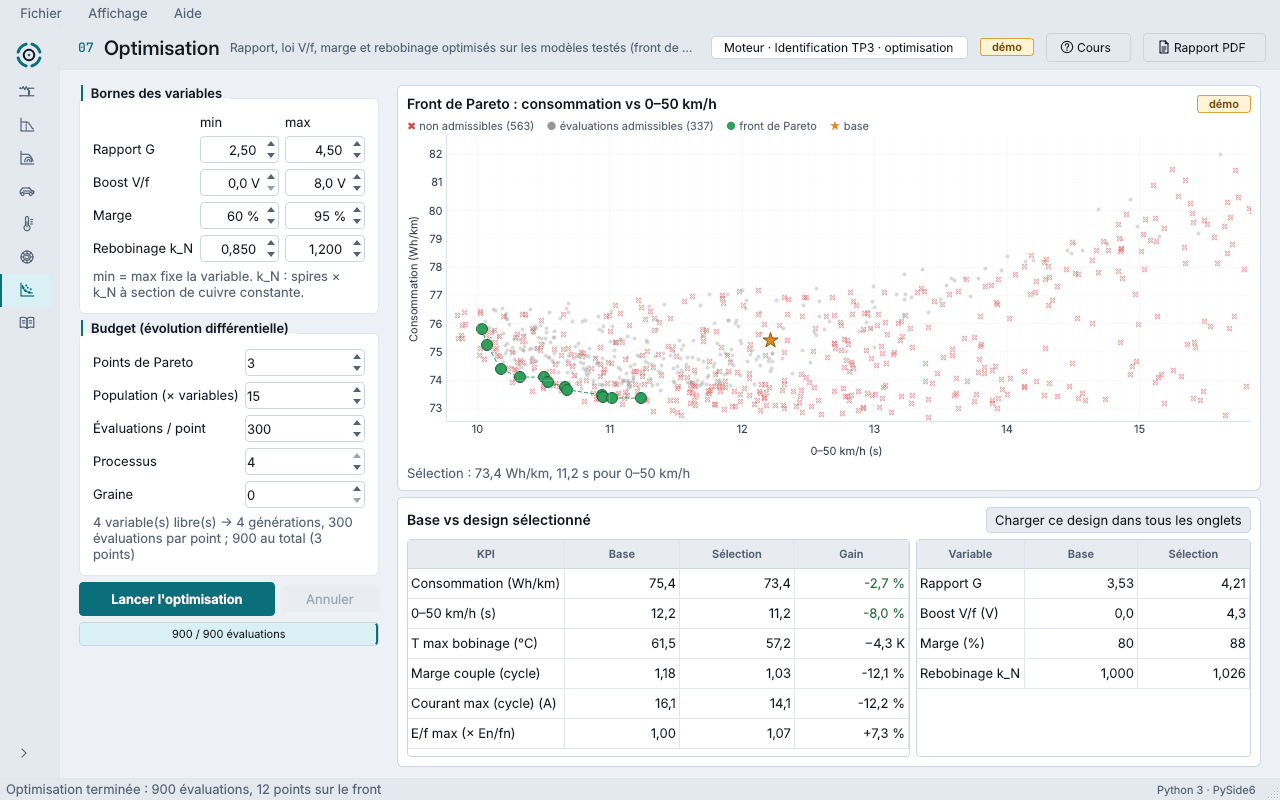 Fichier Affichage Aide
07 Optimisation Rapport, loi V/f, marge et rebobinage optimisés sur les modèles testés (front de ... Moteur · Identification TP3 · optimisation démo Cours Rapport PDF
Bornes des variables
min max
Rapport G 2,50 4,50
Boost V/f 0,0 V 8,0 V
Marge 60 % 95 %
Rebobinage k_N 0,850 1,200
min = max fixe la variable. k_N : spires ×
k_N à section de cuivre constante.
Budget (évolution différentielle)
Points de Pareto 3
Population (× variables) 15
Évaluations / point 300
Processus 4
Graine 0
4 variable(s) libre(s) → 4 générations, 300
évaluations par point ; 900 au total (3
points)
Lancer l'optimisation Annuler
900 / 900 évaluations
Front de Pareto : consommation vs 0–50 km/h démo
non admissibles (563) évaluations admissibles (337) front de Pareto base
Consommation (Wh/km)
82
81
80
79
78
77
76
75
74
73
10 11 12 13 14 15
0–50 km/h (s)
Sélection : 73,4 Wh/km, 11,2 s pour 0–50 km/h
Base vs design sélectionné Charger ce design dans tous les onglets
KPI Base Sélection Gain
Consommation (Wh/km) 75,4 73,4 -2,7 %
0–50 km/h (s) 12,2 11,2 -8,0 %
T max bobinage (°C) 61,5 57,2 −4,3 K
Marge couple (cycle) 1,18 1,03 -12,1 %
Courant max (cycle) (A) 16,1 14,1 -12,2 %
E/f max (× En/fn) 1,00 1,07 +7,3 %
Variable Base Sélection
Rapport G 3,53 4,21
Boost V/f (V) 0,0 4,3
Marge (%) 80 88
Rebobinage k_N 1,000 1,026
Optimisation terminée : 900 évaluations, 12 points sur le front Python 3 · PySide6